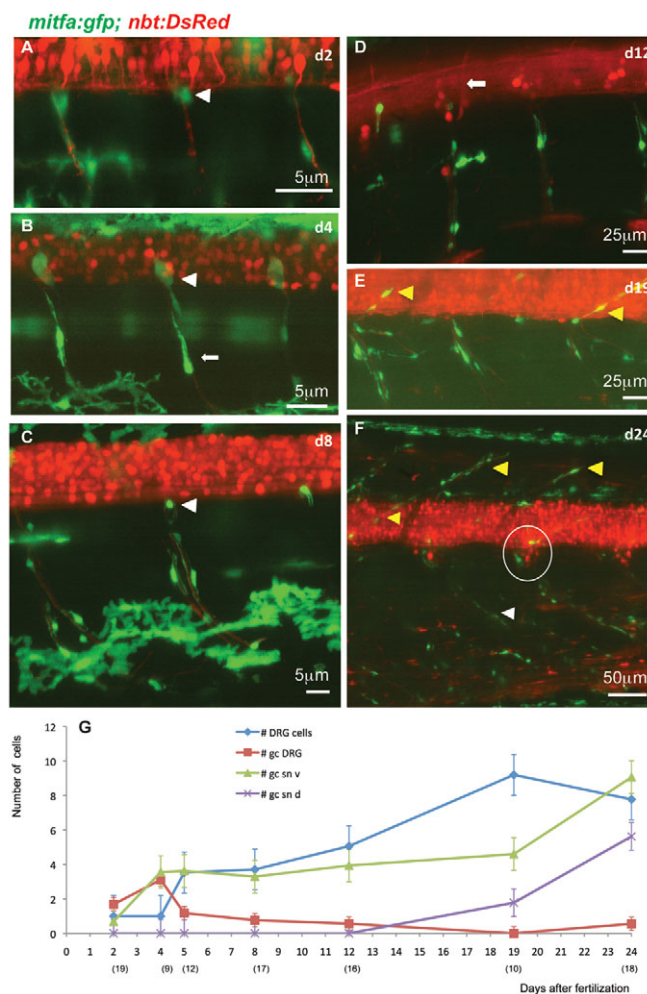 mitfa:gfp; nbt:DsRed
A
d2
5μm
B
d4
5μm
C
d8
5μm
D
d12
25μm
E
d19
25μm
F
d24
50μm
G
# DRG cells
# gc DRG
# gc sn v
# gc sn d
Number of cells
12
10
8
6
4
2
0
0 1 2 3 4 5 6 7 8 9 10 11 12 13 14 15 16 17 18 19 20 21 22 23 24
(19) (9) (12) (17) (16) (10) (18)
Days after fertilization